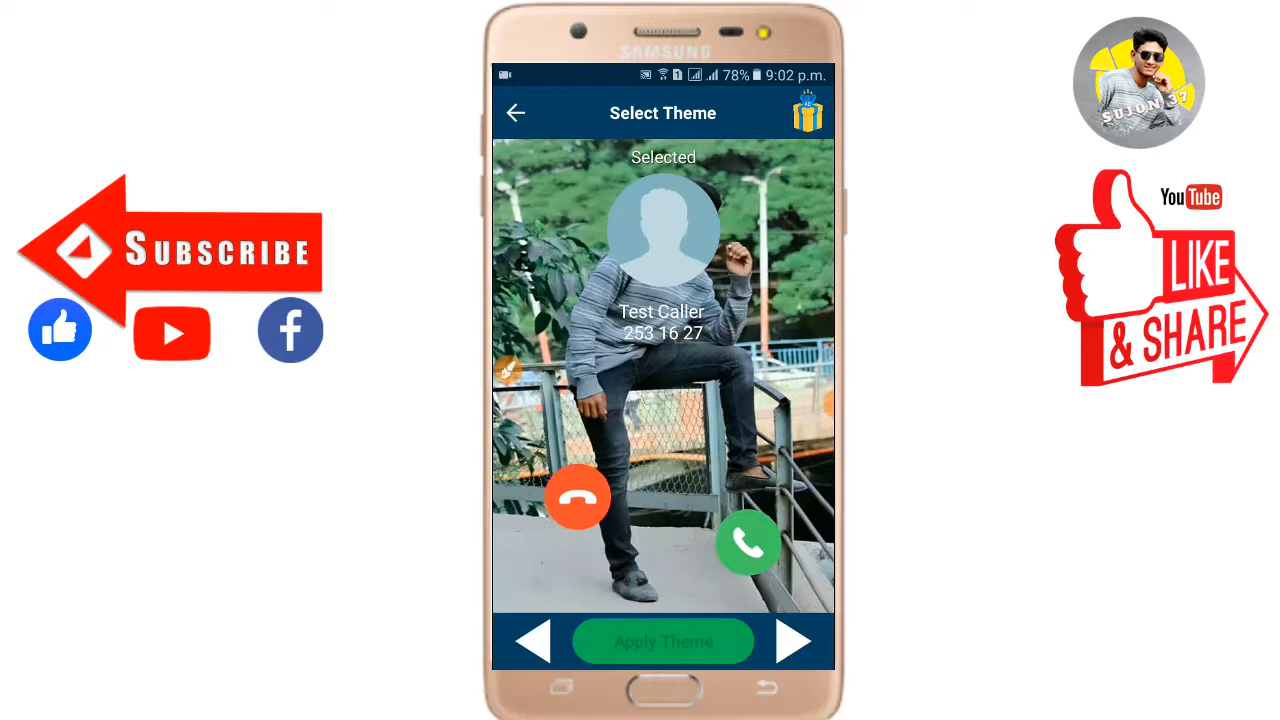 SAMSUNG
78% 9:02 p.m.
Select Theme
AD
Selected
Test Caller
253 16 27
Apply Theme
SUBSCRIBE
SUJON 37
YouTube
LIKE
& SHARE